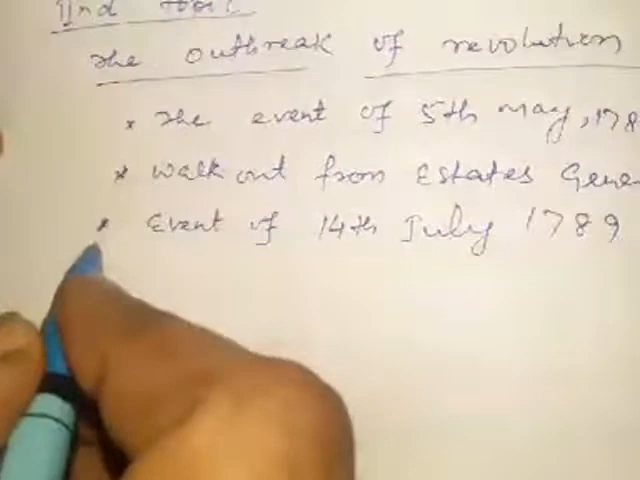 IInd
The outbreak of revolution
* The event of 5th May, 178
* Walk out from Estates Gene
* Event of 14th July 1789